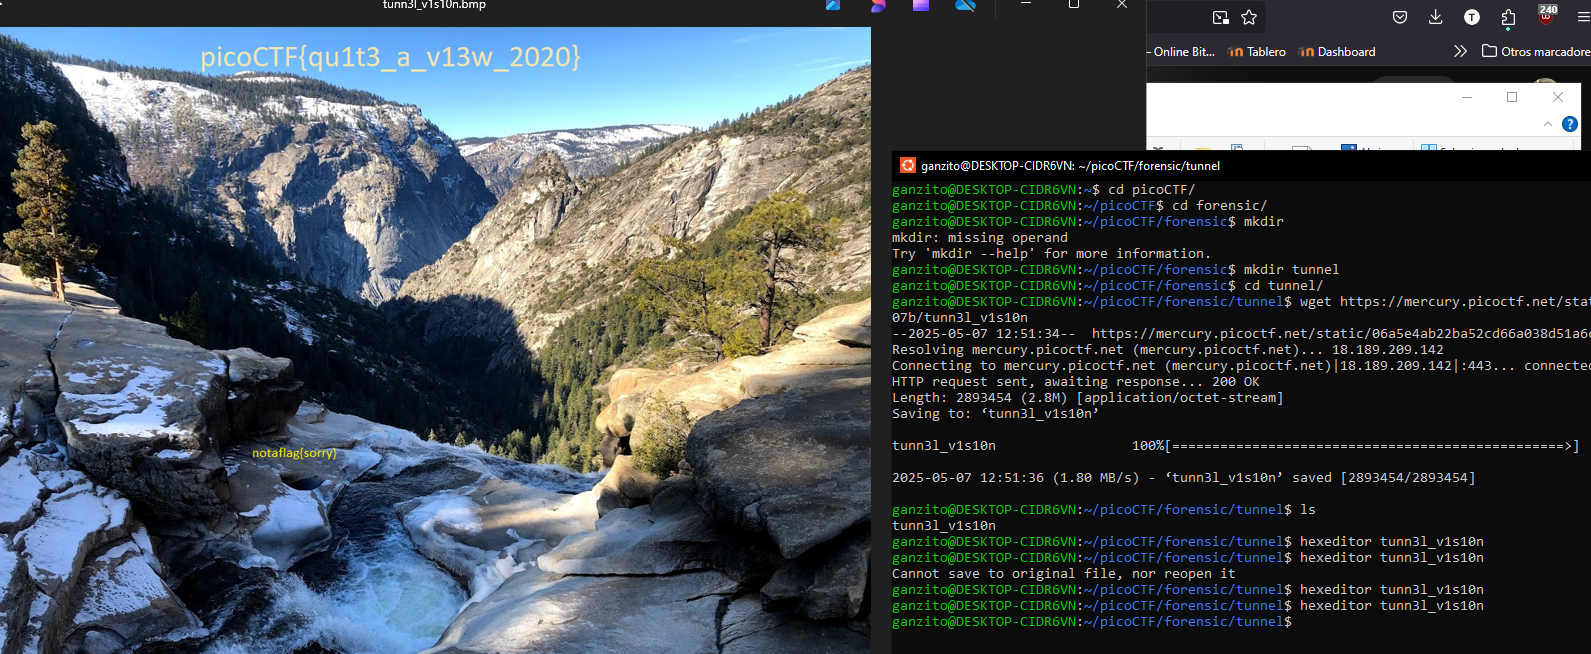 tunn3l_v1s10n.bmp
picoCTF{qu1t3_a_v13w_2020}
notaflag{sorry}
240
Online Bit...
Tablero
Dashboard
Otros marcadore
ganzito@DESKTOP-CIDR6VN: ~/picoCTF/forensic/tunnel
ganzito@DESKTOP-CIDR6VN:~$ cd picoCTF/
ganzito@DESKTOP-CIDR6VN:~/picoCTF$ cd forensic/
ganzito@DESKTOP-CIDR6VN:~/picoCTF/forensic$ mkdir
mkdir: missing operand
Try 'mkdir --help' for more information.
ganzito@DESKTOP-CIDR6VN:~/picoCTF/forensic$ mkdir tunnel
ganzito@DESKTOP-CIDR6VN:~/picoCTF/forensic$ cd tunnel/
ganzito@DESKTOP-CIDR6VN:~/picoCTF/forensic/tunnel$ wget https://mercury.picoctf.net/stat
07b/tunn3l_v1s10n
--2025-05-07 12:51:34-- https://mercury.picoctf.net/static/06a5e4ab22ba52cd66a038d51a6c
Resolving mercury.picoctf.net (mercury.picoctf.net)... 18.189.209.142
Connecting to mercury.picoctf.net (mercury.picoctf.net)|18.189.209.142|:443... connected
HTTP request sent, awaiting response... 200 OK
Length: 2893454 (2.8M) [application/octet-stream]
Saving to: ‘tunn3l_v1s10n’
tunn3l_v1s10n 100%[=================================================>]
2025-05-07 12:51:36 (1.80 MB/s) - ‘tunn3l_v1s10n’ saved [2893454/2893454]
ganzito@DESKTOP-CIDR6VN:~/picoCTF/forensic/tunnel$ ls
tunn3l_v1s10n
ganzito@DESKTOP-CIDR6VN:~/picoCTF/forensic/tunnel$ hexeditor tunn3l_v1s10n
ganzito@DESKTOP-CIDR6VN:~/picoCTF/forensic/tunnel$ hexeditor tunn3l_v1s10n
Cannot save to original file, nor reopen it
ganzito@DESKTOP-CIDR6VN:~/picoCTF/forensic/tunnel$ hexeditor tunn3l_v1s10n
ganzito@DESKTOP-CIDR6VN:~/picoCTF/forensic/tunnel$ hexeditor tunn3l_v1s10n
ganzito@DESKTOP-CIDR6VN:~/picoCTF/forensic/tunnel$